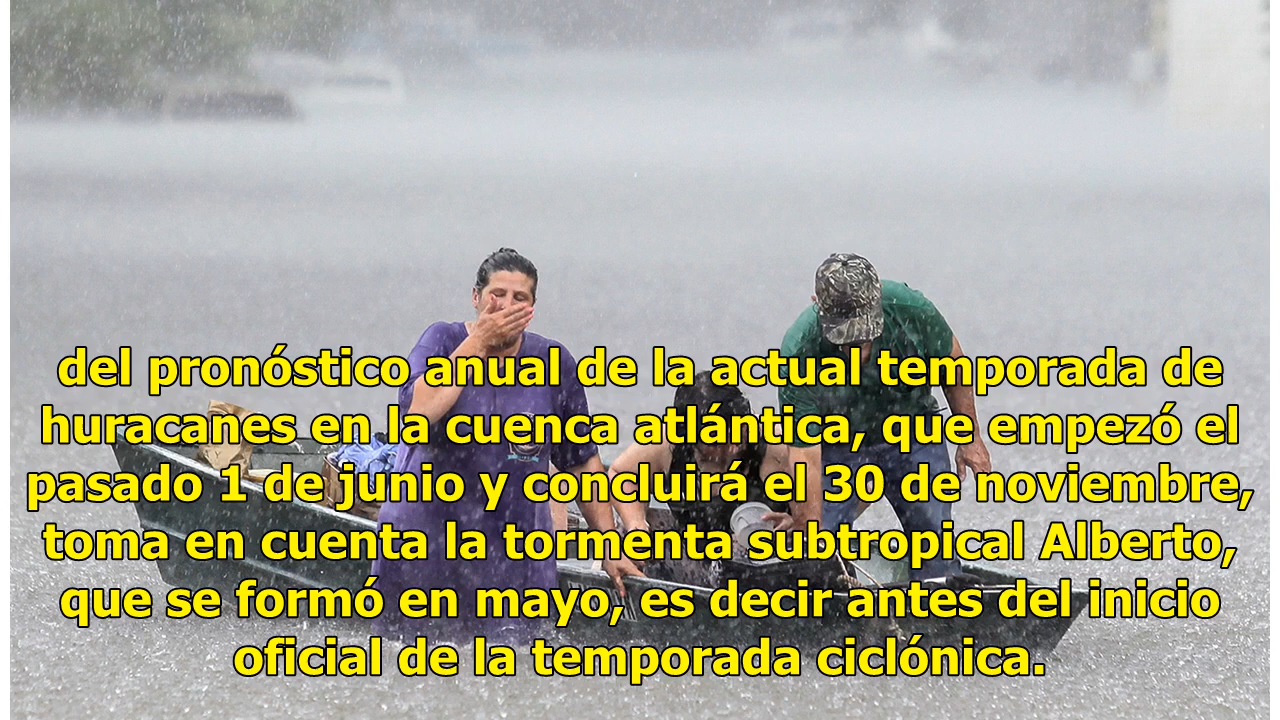 del pronóstico anual de la actual temporada de
huracanes en la cuenca atlántica, que empezó el
pasado 1 de junio y concluirá el 30 de noviembre,
toma en cuenta la tormenta subtropical Alberto,
que se formó en mayo, es decir antes del inicio
oficial de la temporada ciclónica.